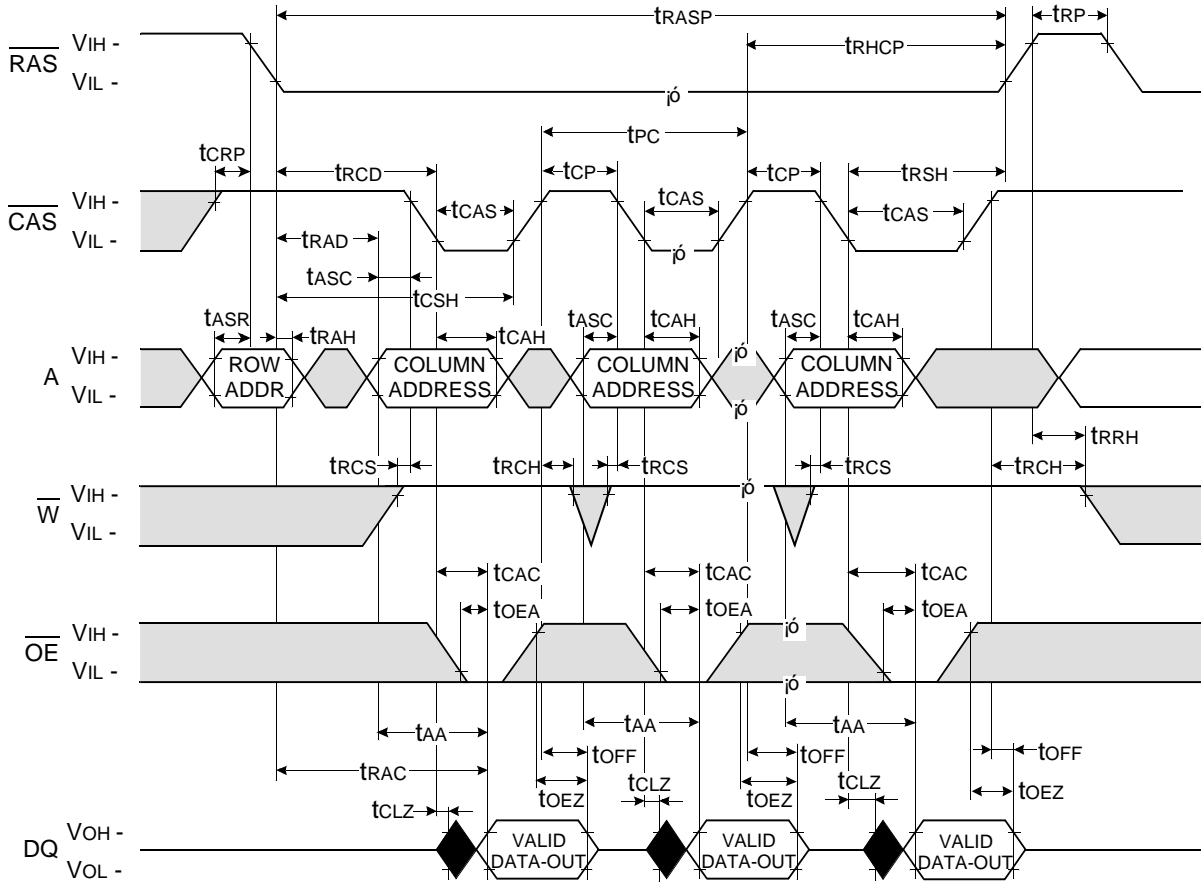 tRASP
tRP
tRHCP
RAS
VIH -
VIL -
¡ó
tPC
tCRP
tRCD
tCP
tCP
tRSH
CAS
VIH -
VIL -
tCAS
tCAS
tCAS
¡ó
tRAD
tASC
tCSH
tASR
tRAH
tCAH
tASC
tCAH
tASC
tCAH
A
VIH -
VIL -
ROW
ADDR
COLUMN
ADDRESS
COLUMN
ADDRESS
¡ó
¡ó
COLUMN
ADDRESS
tRRH
tRCS
tRCH
tRCS
tRCS
tRCH
W
VIH -
VIL -
¡ó
tCAC
tCAC
tCAC
tOEA
tOEA
tOEA
OE
VIH -
VIL -
¡ó
¡ó
tAA
tAA
tAA
tOFF
tOFF
tOFF
tRAC
tCLZ
tOEZ
tCLZ
tOEZ
tCLZ
tOEZ
DQ
VOH -
VOL -
VALID
DATA-OUT
VALID
DATA-OUT
VALID
DATA-OUT